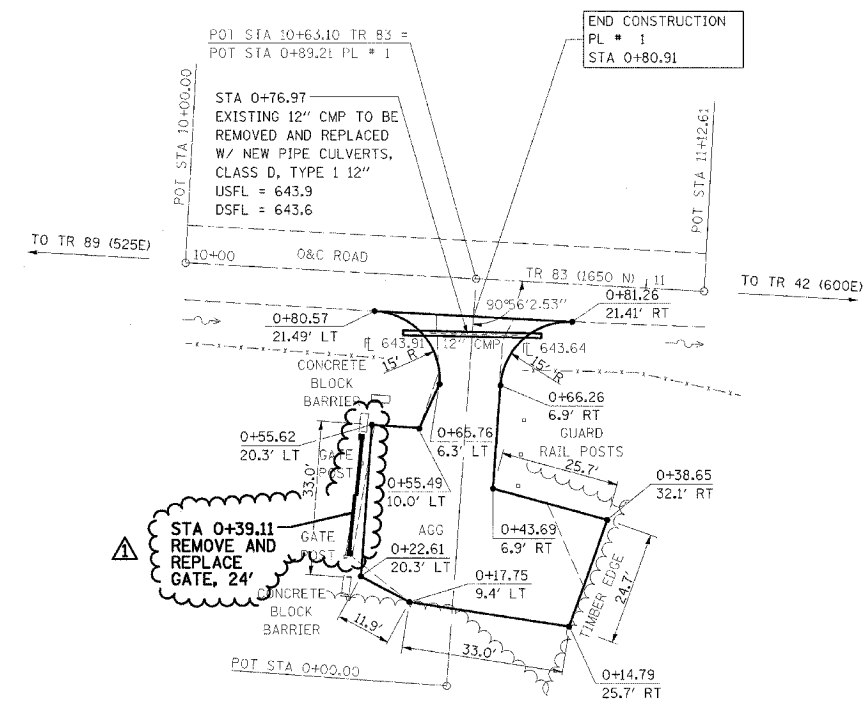 POT STA 10+63.10 TR 83 =
POT STA 0+89.21 PL # 1
END CONSTRUCTION
PL # 1
STA 0+80.91
POT STA 10+00.00
STA 0+76.97
EXISTING 12" CMP TO BE
REMOVED AND REPLACED
W/ NEW PIPE CULVERTS,
CLASS D, TYPE 1 12"
USFL = 643.9
DSFL = 643.6
POT STA 11+12.61
TO TR 89 (525E)
10+00
O&C ROAD
TR 83 (1650 N)
11
TO TR 42 (600E)
90°56'2.53"
0+81.26
21.41' RT
0+80.57
21.49' LT
FL 643.91
12" CMP
FL 643.64
15' R
15' R
CONCRETE
BLOCK
BARRIER
0+66.26
6.9' RT
GUARD
RAIL POSTS
25.7'
0+55.62
20.3' LT
0+65.76
6.3' LT
GATE
POST
33.0'
0+55.49
10.0' LT
0+38.65
32.1' RT
1
STA 0+39.11
REMOVE AND
REPLACE
GATE, 24'
GATE
POST
AGG
0+43.69
6.9' RT
0+22.61
20.3' LT
0+17.75
9.4' LT
CONCRETE
BLOCK
BARRIER
11.9'
TIMBER EDGE
24.7'
33.0'
POT STA 0+00.00
0+14.79
25.7' RT